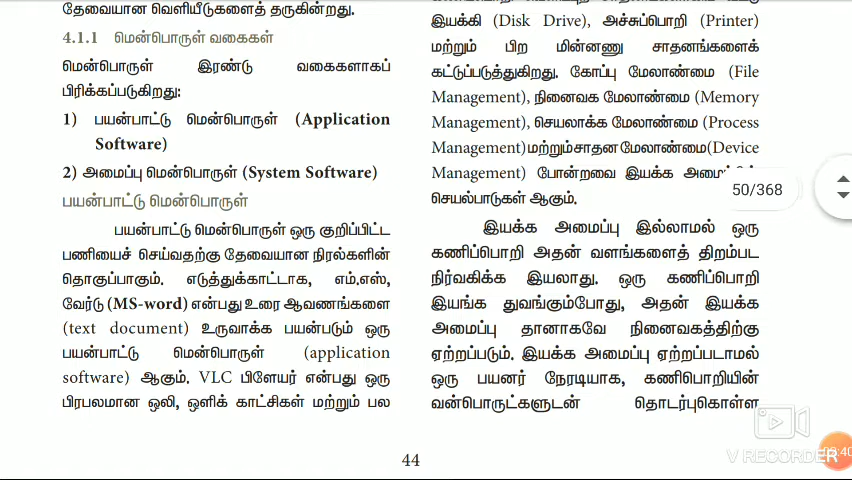 தேவையான வெளியீடுகளைத் தருகின்றது.
4.1.1 மென்பொருள் வகைகள்
மென்பொருள் இரண்டு வகைகளாகப்
பிரிக்கப்படுகிறது:
1) பயன்பாட்டு மென்பொருள் (Application
Software)
2) அமைப்பு மென்பொருள் (System Software)
பயன்பாட்டு மென்பொருள்
பயன்பாட்டு மென்பொருள் ஒரு குறிப்பிட்ட
பணியைச் செய்வதற்கு தேவையான நிரல்களின்
தொகுப்பாகும். எடுத்துக்காட்டாக, எம்.எஸ்,
வேர்டு (MS-word) என்பது உரை ஆவணங்களை
(text document) உருவாக்க பயன்படும் ஒரு
பயன்பாட்டு மென்பொருள் (application
software) ஆகும். VLC பிளேயர் என்பது ஒரு
பிரபலமான ஒலி, ஒளிக் காட்சிகள் மற்றும் பல
இயக்கி (Disk Drive), அச்சுப்பொறி (Printer)
மற்றும் பிற மின்னணு சாதனங்களைக்
கட்டுப்படுத்துகிறது. கோப்பு மேலாண்மை (File
Management), நினைவக மேலாண்மை (Memory
Management), செயலாக்க மேலாண்மை (Process
Management) மற்றும் சாதன மேலாண்மை (Device
Management) போன்றவை இயக்க
செயல்பாடுகள் ஆகும்.
இயக்க அமைப்பு இல்லாமல் ஒரு
கணிப்பொறி அதன் வளங்களைத் திறம்பட
நிர்வகிக்க இயலாது. ஒரு கணிப்பொறி
இயங்க துவங்கும்போது, அதன் இயக்க
அமைப்பு தானாகவே நினைவகத்திற்கு
ஏற்றப்படும். இயக்க அமைப்பு ஏற்றப்படாமல்
ஒரு பயனர் நேரடியாக, கணிபொறியின்
வன்பொருட்களுடன் தொடர்புகொள்ள
50/368
44
V RECORDER